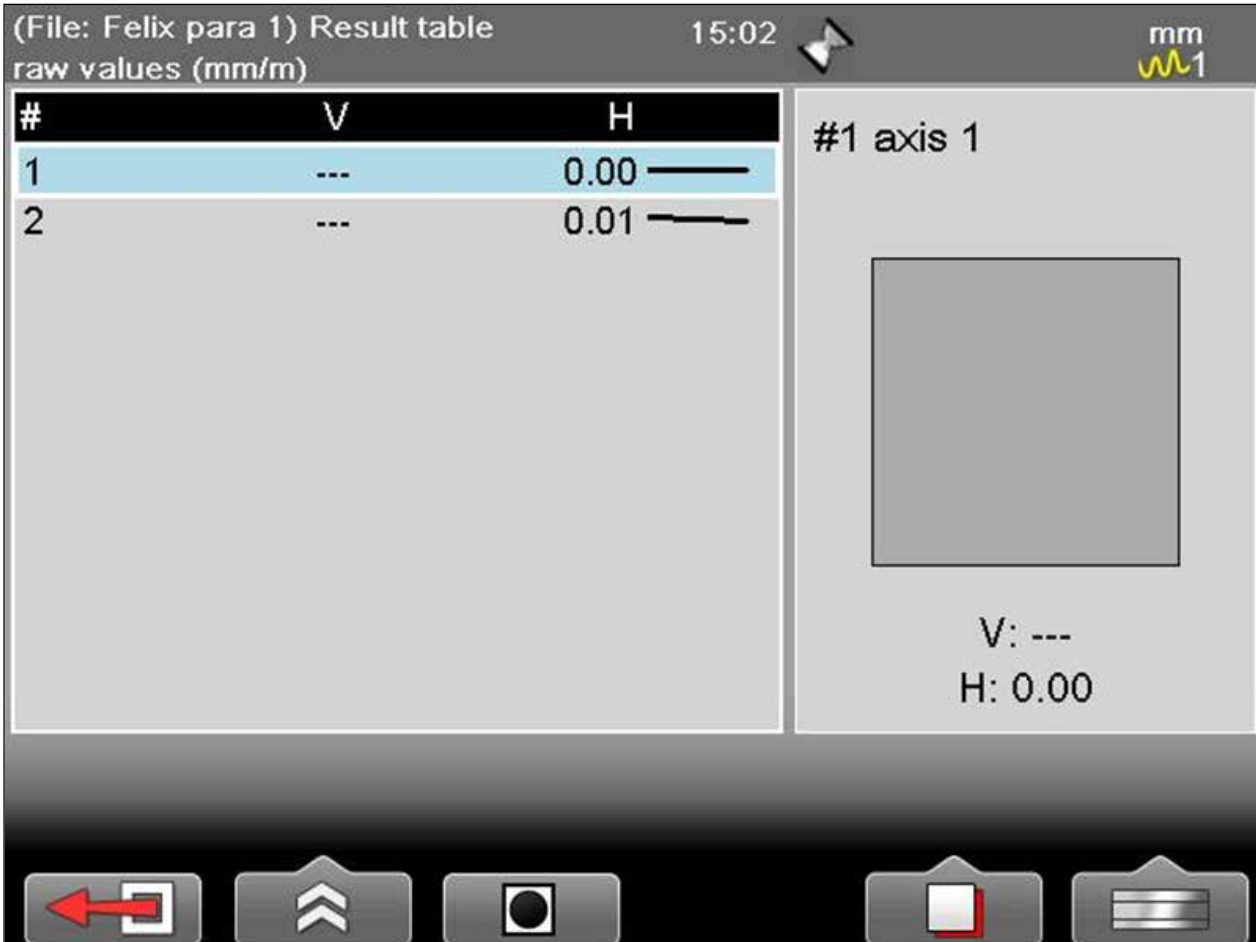 (File: Felix para 1) Result table 15:02 mm
raw values (mm/m) 1
# V H
1 --- 0.00
2 --- 0.01
#1 axis 1
V: ---
H: 0.00